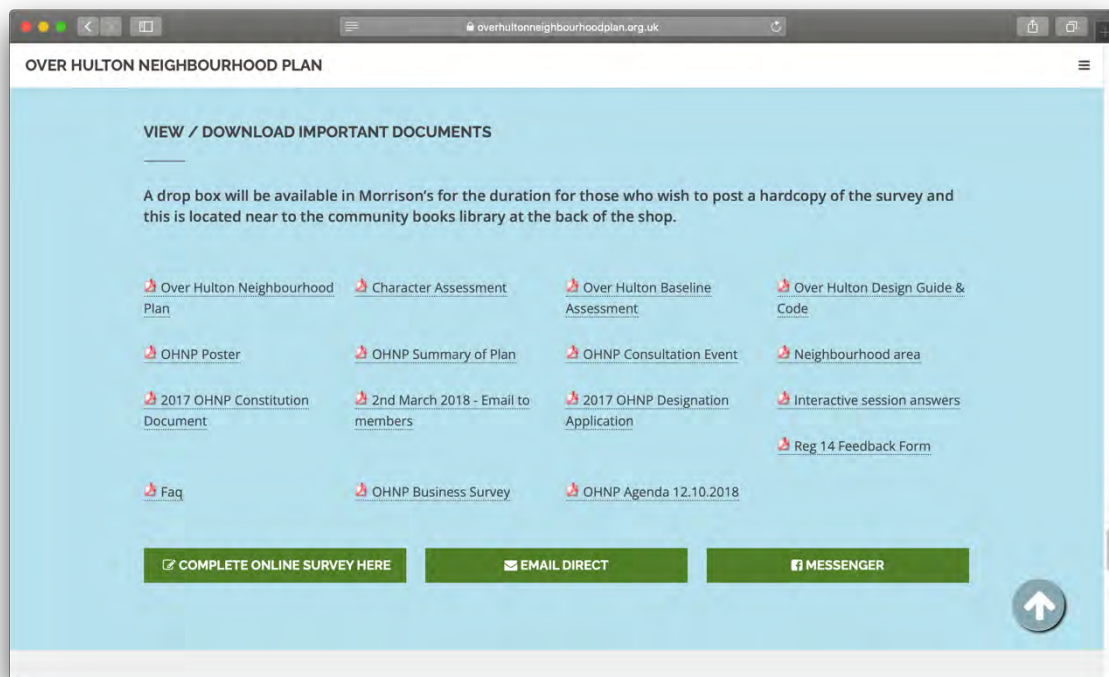 overhultonneighbourhoodplan.org.uk
OVER HULTON NEIGHBOURHOOD PLAN
VIEW / DOWNLOAD IMPORTANT DOCUMENTS
A drop box will be available in Morrison's for the duration for those who wish to post a hardcopy of the survey and
this is located near to the community books library at the back of the shop.
Over Hulton Neighbourhood
Plan
Character Assessment
Over Hulton Baseline
Assessment
Over Hulton Design Guide &
Code
OHNP Poster
OHNP Summary of Plan
OHNP Consultation Event
Neighbourhood area
2017 OHNP Constitution
Document
2nd March 2018 - Email to
members
2017 OHNP Designation
Application
Interactive session answers
Reg 14 Feedback Form
Faq
OHNP Business Survey
OHNP Agenda 12.10.2018
COMPLETE ONLINE SURVEY HERE
EMAIL DIRECT
MESSENGER